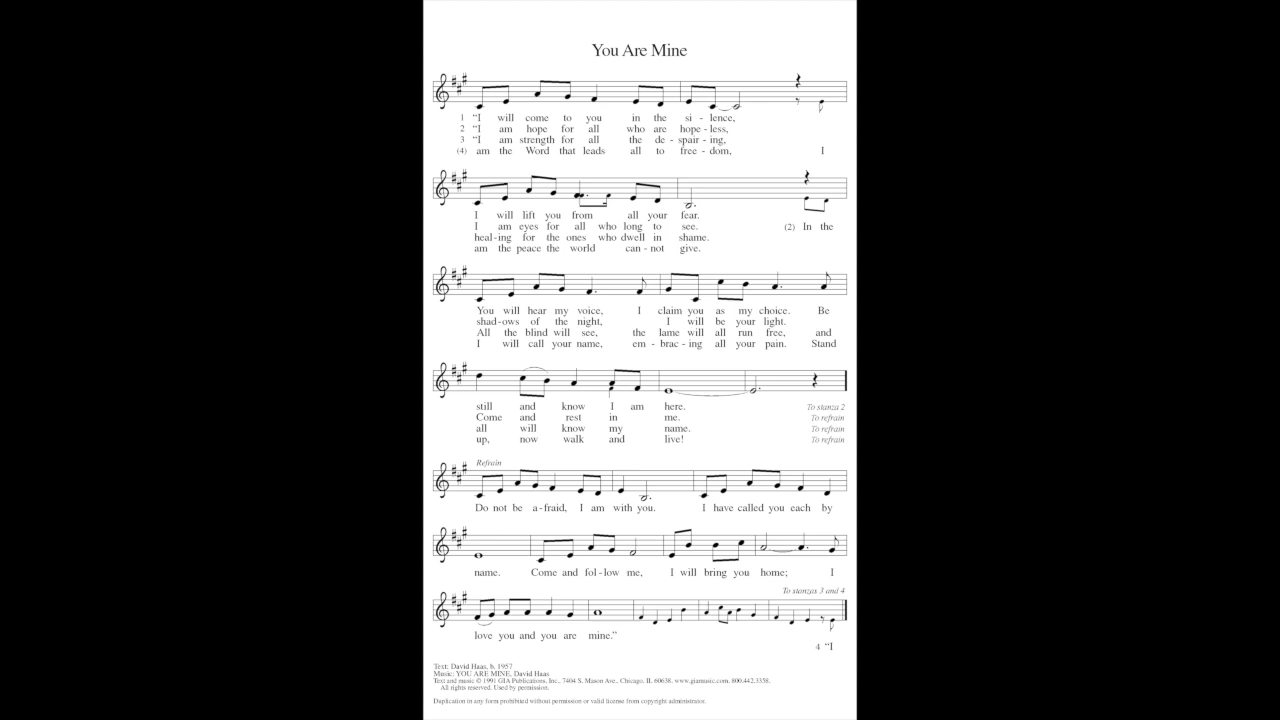 You Are Mine
1 “I will come to you in the si - lence,
2 “I am hope for all who are hope - less,
3 “I am strength for all the de - spair - ing,
(4) am the Word that leads all to free - dom, I
I will lift you from all your fear.
I am eyes for all who long to see. (2) In the
heal - ing for the ones who dwell in shame.
am the peace the world can - not give.
You will hear my voice, I claim you as my choice. Be
shad - ows of the night, I will be your light.
All the blind will see, the lame will all run free, and
I will call your name, em - brac - ing all your pain. Stand
still and know I am here. To stanza 2
Come and rest in me. To refrain
all will know my name. To refrain
up, now walk and live! To refrain
Refrain
Do not be a - fraid, I am with you. I have called you each by
name. Come and fol - low me, I will bring you home; I
To stanzas 3 and 4
love you and you are mine.”
4 “I
Text: David Haas, b. 1957
Music: YOU ARE MINE, David Haas
Text and music © 1991 GIA Publications, Inc., 7404 S. Mason Ave., Chicago, IL 60638. www.giamusic.com. 800.442.3358.
All rights reserved. Used by permission.
Duplication in any form prohibited without permission or valid license from copyright administrator.